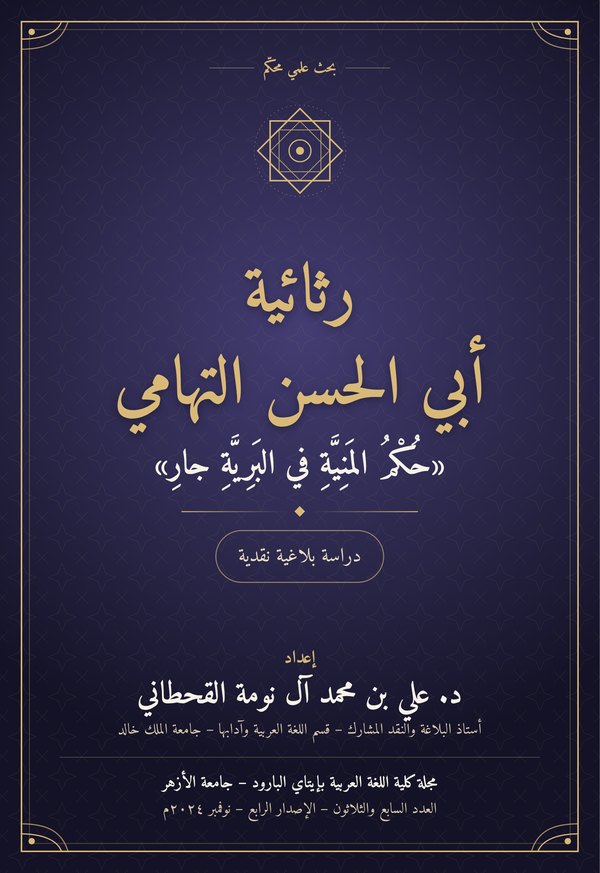 بحث علمي محكّم
رثائية
أبي الحسن التهامي
«حُكْمُ المَنِيَّةِ في البَرِيَّةِ جارِ»
دراسة بلاغية نقدية
إعداد
د. علي بن محمد آل نومة القحطاني
أستاذ البلاغة والنقد المشارك – قسم اللغة العربية وآدابها – جامعة الملك خالد
مجلة كلية اللغة العربية بإيتاي البارود – جامعة الأزهر
العدد السابع والثلاثون – الإصدار الرابع – نوفمبر ٢٠٢٤م